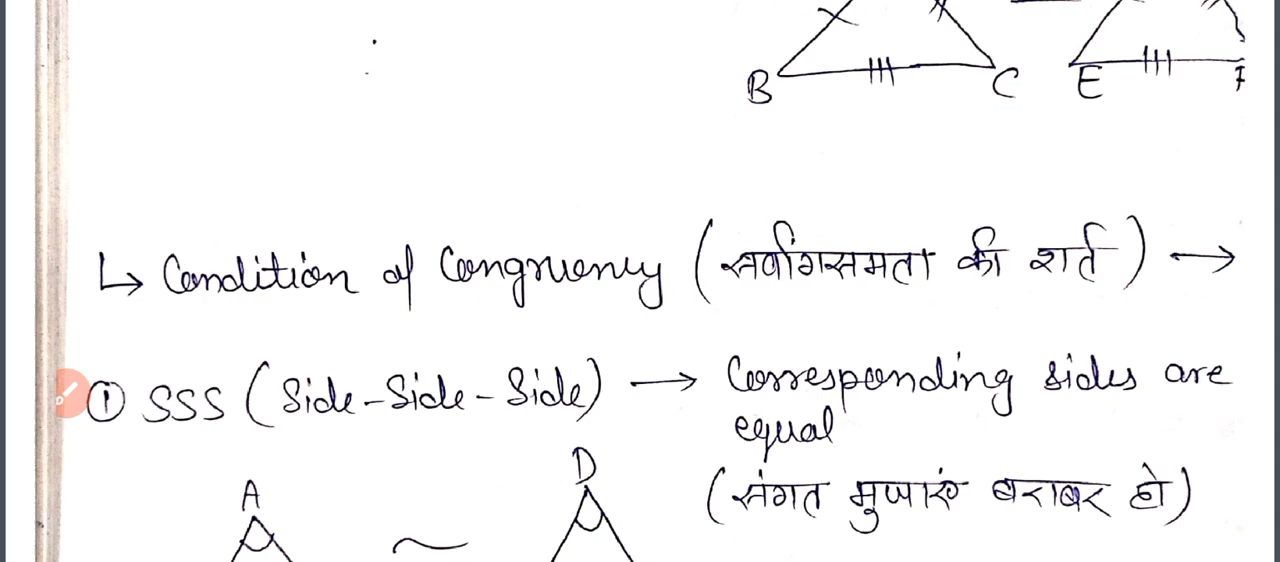 B C E F
↳ Condition of Congruency (सर्वांगसमता की शर्त) →
① SSS (Side-Side-Side) → Corresponding sides are
equal
(संगत भुजाएं बराबर हो)
A ~ D